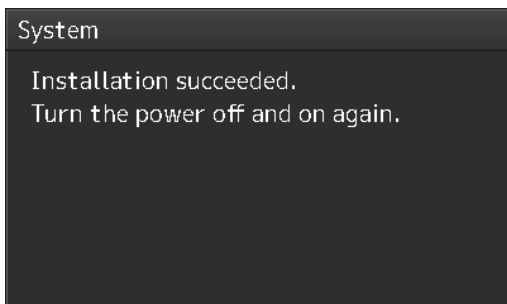 System
Installation succeeded.
Turn the power off and on again.